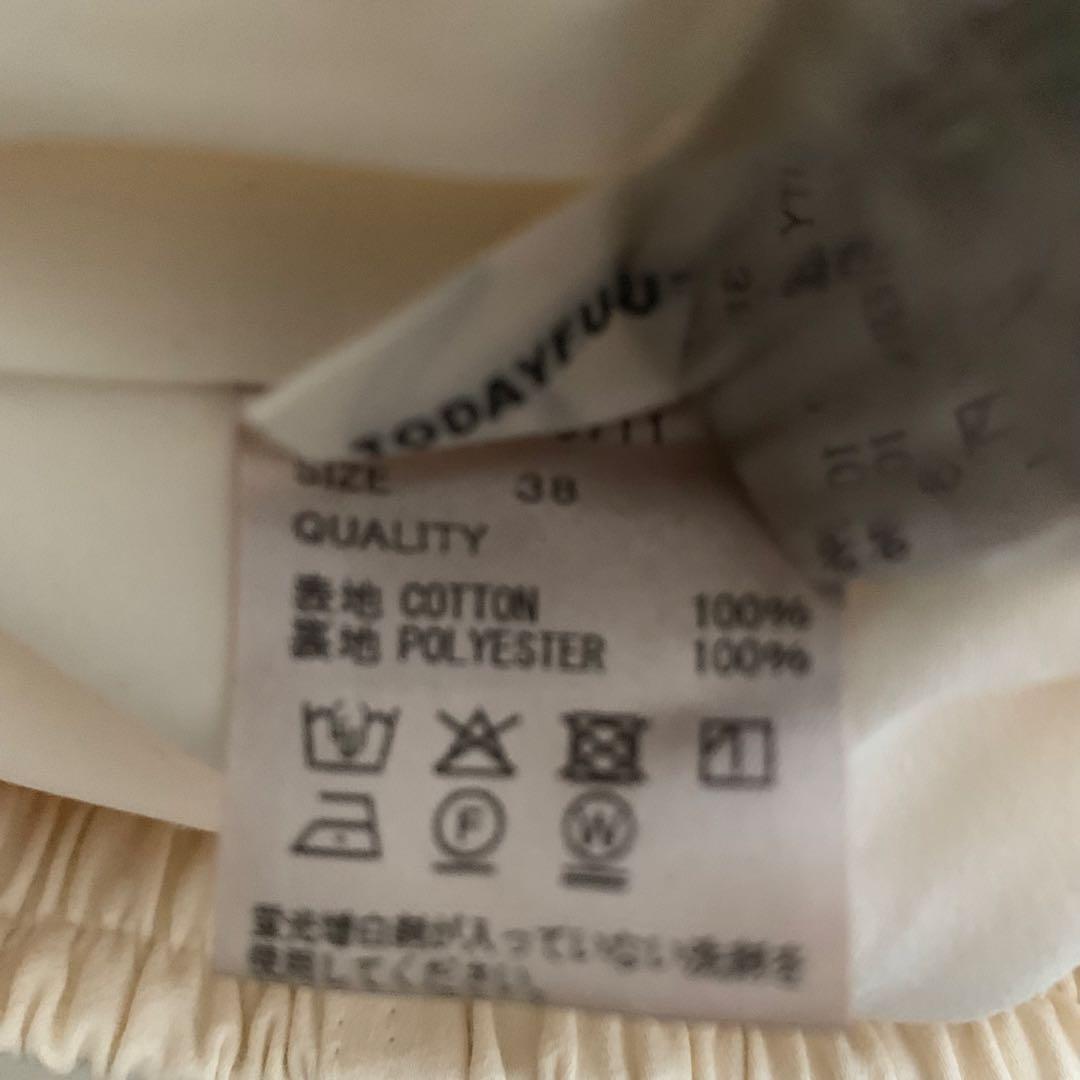 TODAYFUL
SIZE 38
QUALITY
表地 COTTON 100%
裏地 POLYESTER 100%
F W
蛍光増白剤が入っていない洗剤を
使用してください。